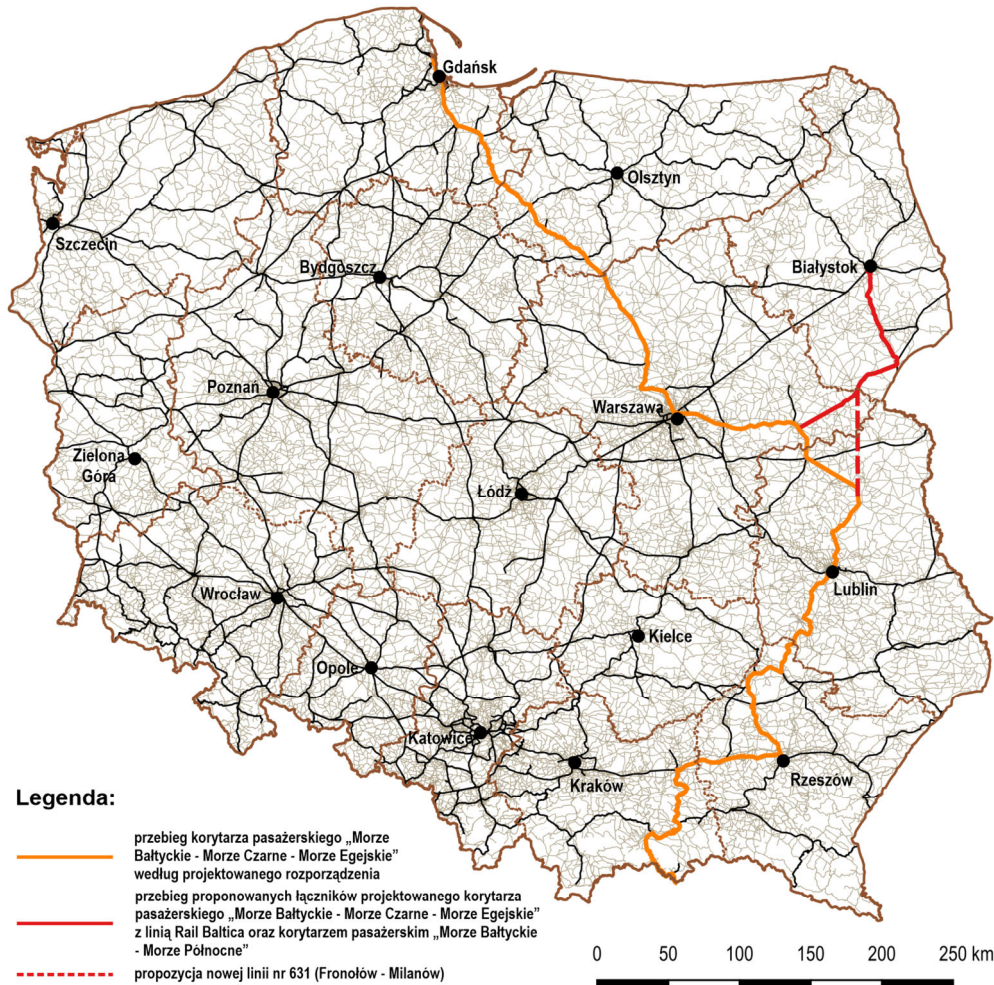 Gdańsk
Olsztyn
Szczecin
Bydgoszcz
Białystok
Poznań
Warszawa
Zielona
Góra
Łódź
Wrocław
Lublin
Kielce
Opole
Katowice
Kraków
Rzeszów
Legenda:
przebieg korytarza pasażerskiego „Morze
Bałtyckie - Morze Czarne - Morze Egejskie”
według projektowanego rozporządzenia
przebieg proponowanych łączników projektowanego korytarza
pasażerskiego „Morze Bałtyckie - Morze Czarne - Morze Egejskie”
z linią Rail Baltica oraz korytarzem pasażerskim „Morze Bałtyckie
- Morze Północne”
propozycja nowej linii nr 631 (Fronołów - Milanów)
0 50 100 150 200 250 km